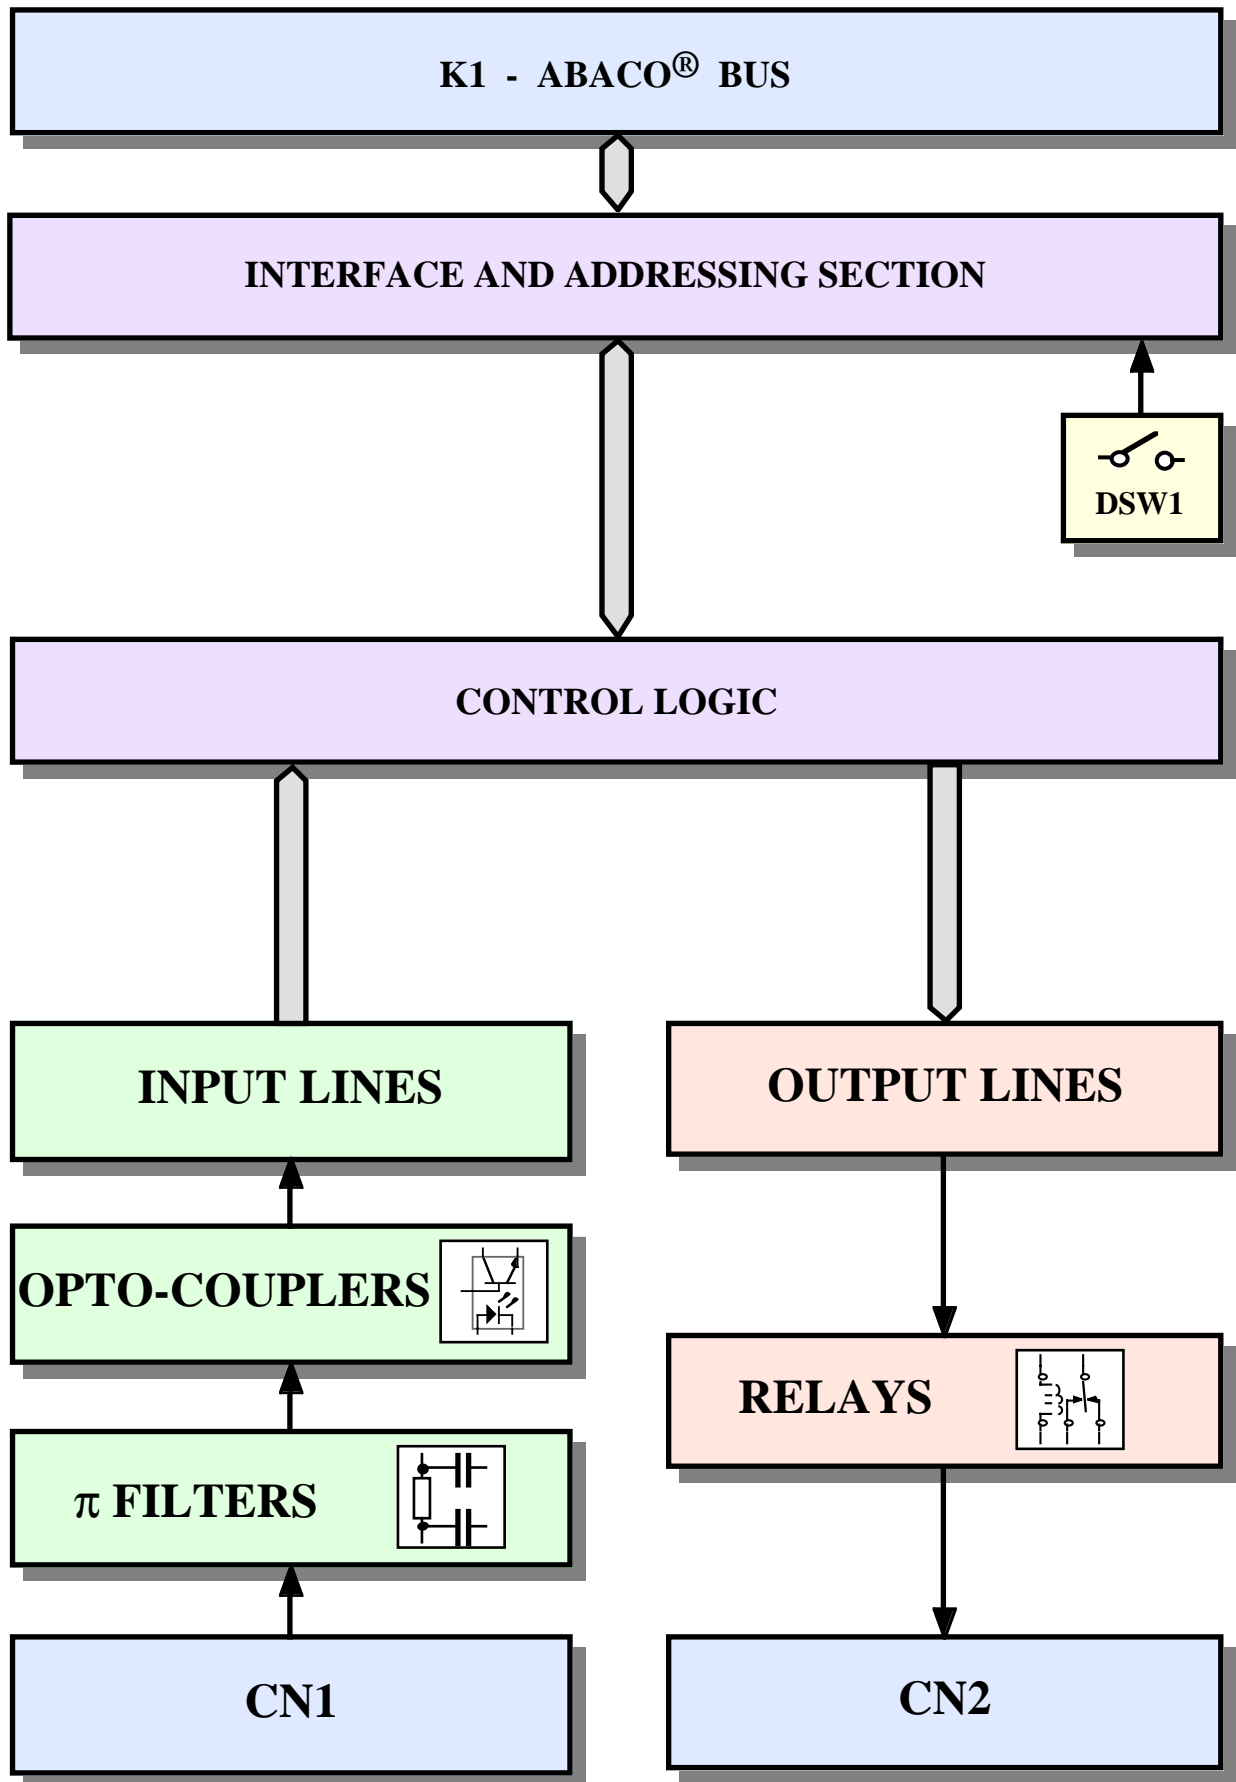 K1 - ABACO® BUS
INTERFACE AND ADDRESSING SECTION
DSW1
CONTROL LOGIC
INPUT LINES
OUTPUT LINES
OPTO-COUPLERS
RELAYS
π FILTERS
CN1
CN2